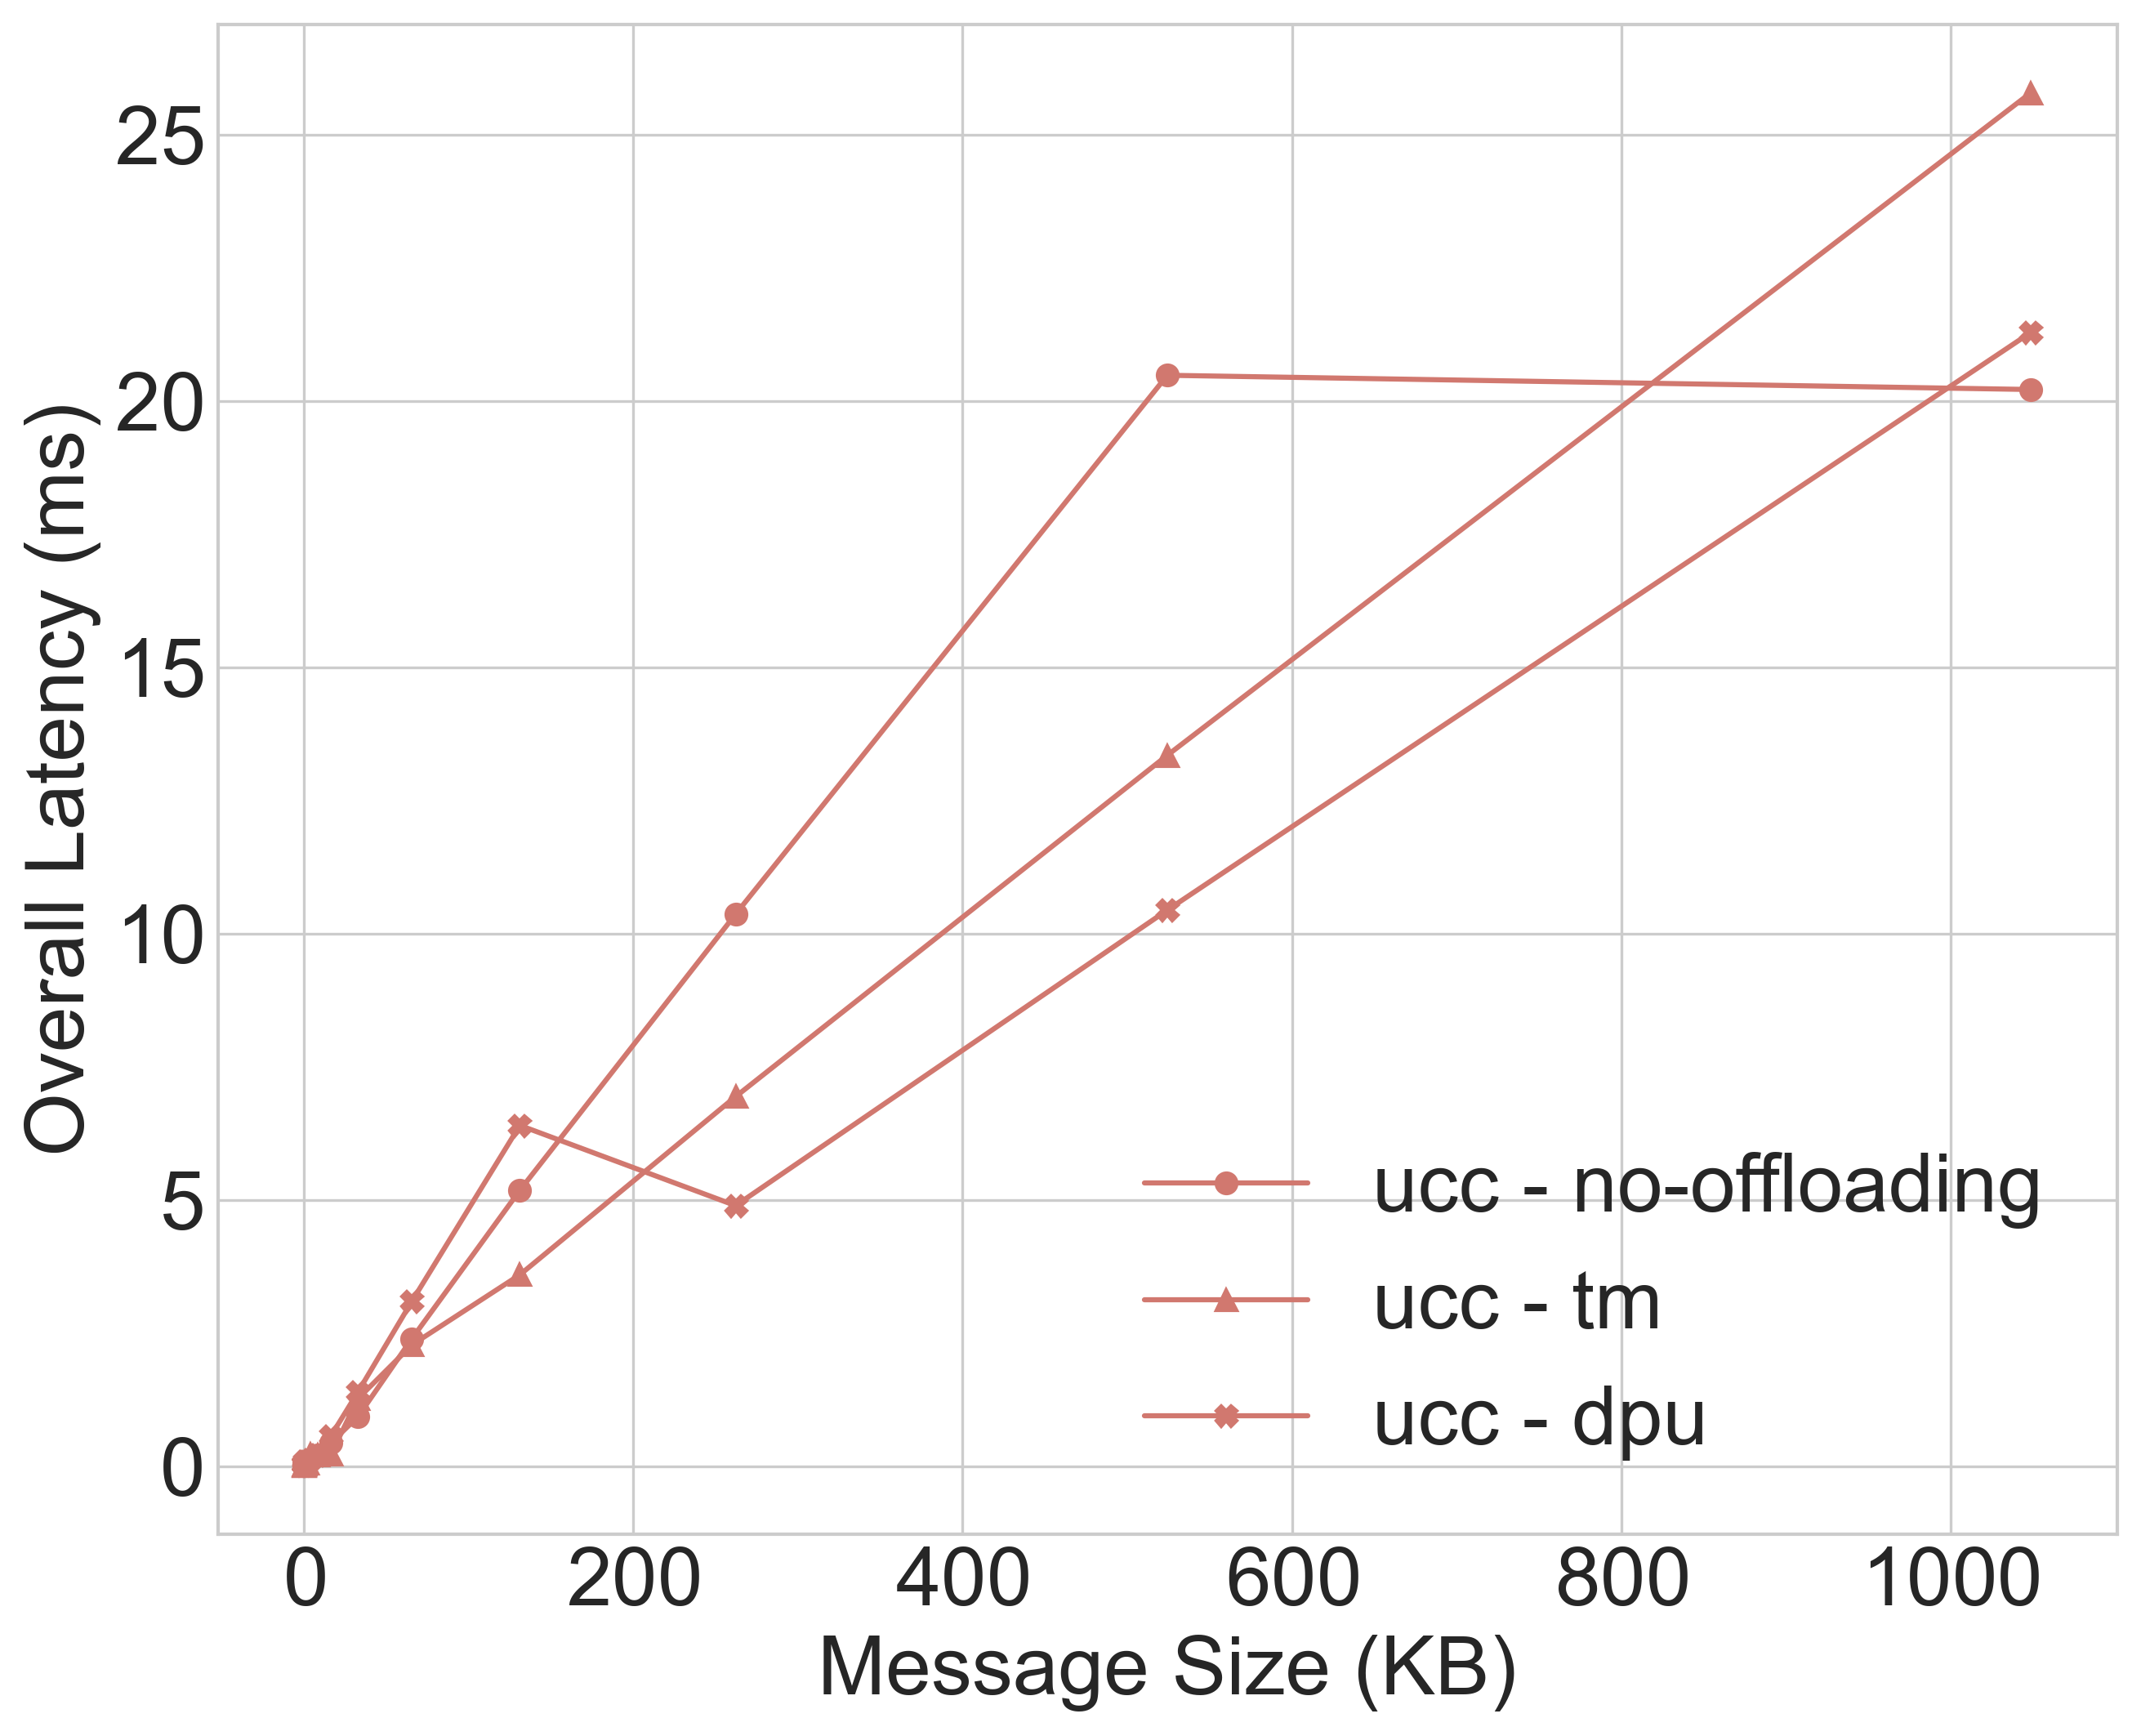 Overall Latency (ms)
25
20
15
10
5
0
ucc - no-offloading
ucc - tm
ucc - dpu
0 200 400 600 800 1000
Message Size (KB)